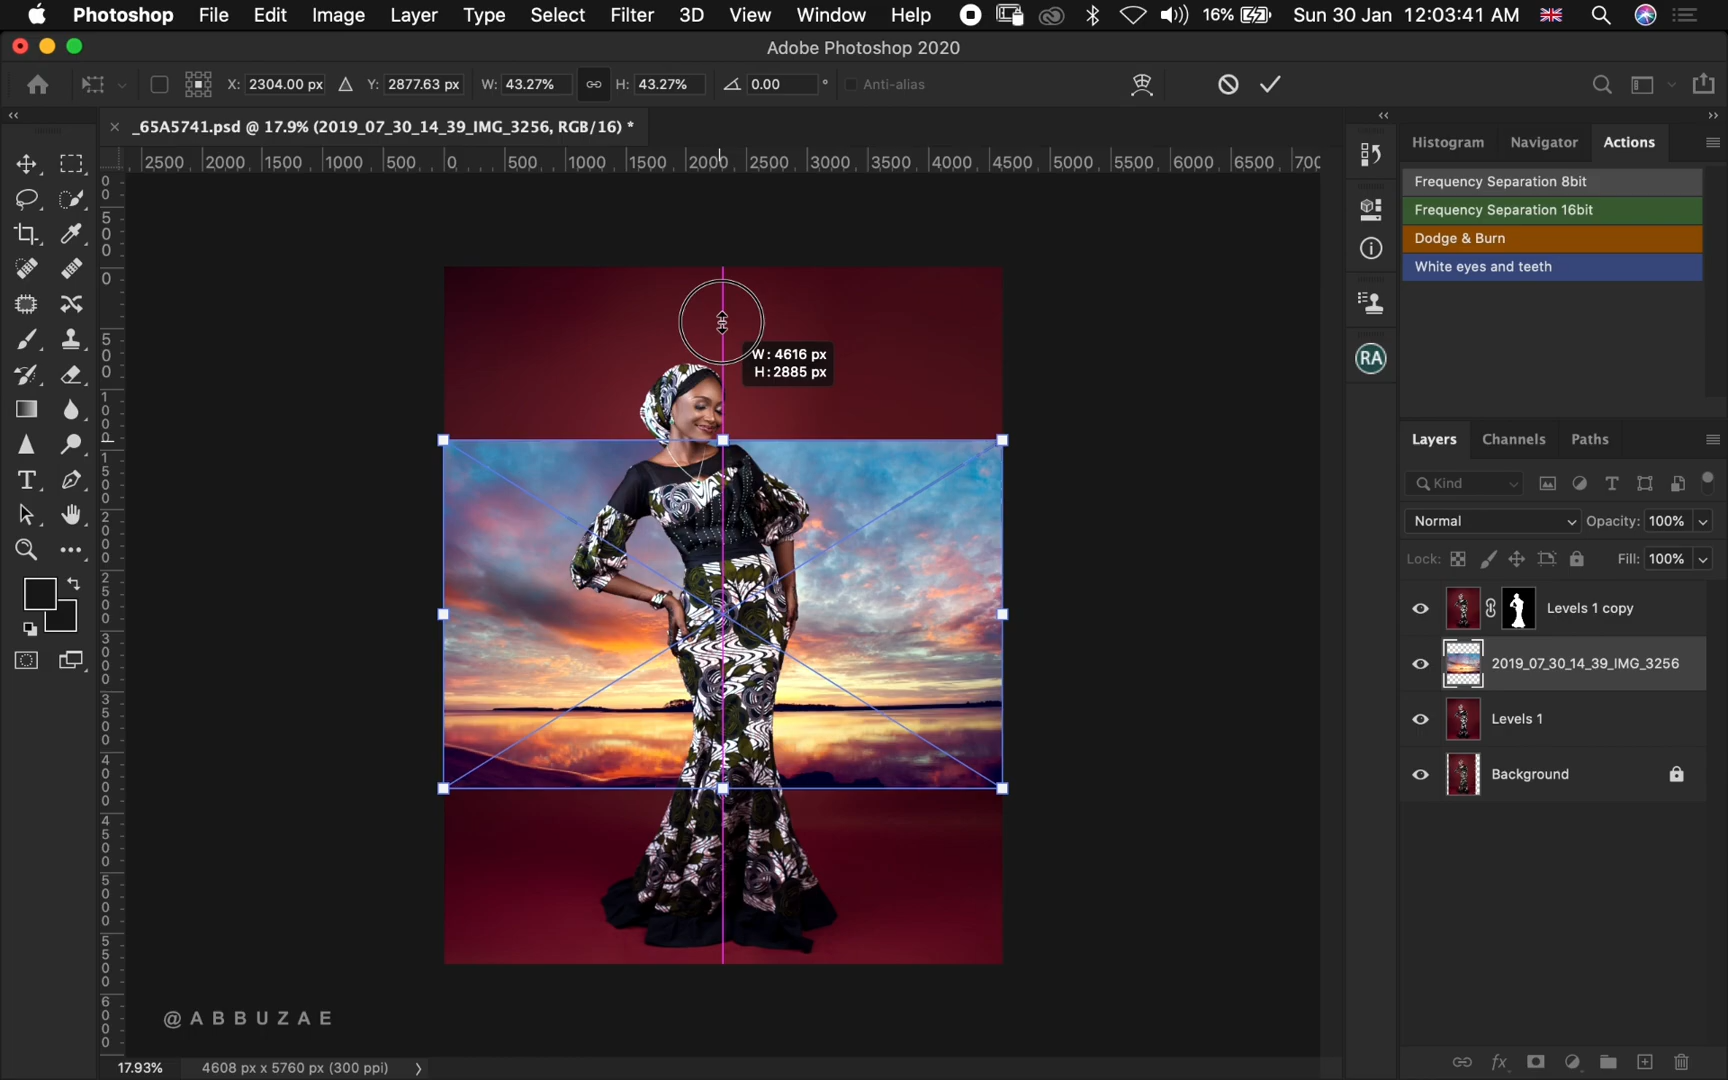 Photoshop File Edit Image Layer Type Select Filter 3D View Window Help 16% Sun 30 Jan 12:03:41 AM
Adobe Photoshop 2020
X: 2304.00 px Y: 2877.63 px W: 43.27% H: 43.27% 0.00 ° Anti-alias
_65A5741.psd @ 17.9% (2019_07_30_14_39_IMG_3256, RGB/16) *
2500 2000 1500 1000 500 0 500 1000 1500 2000 2500 3000 3500 4000 4500 5000 5500 6000 6500 700
Histogram Navigator Actions
Frequency Separation 8bit
Frequency Separation 16bit
Dodge & Burn
White eyes and teeth
RA
W: 4616 px
H: 2885 px
Layers Channels Paths
Kind
Normal Opacity: 100%
Lock: Fill: 100%
Levels 1 copy
2019_07_30_14_39_IMG_3256
Levels 1
Background
@ABBUZAE
17.93% 4608 px x 5760 px (300 ppi)
fx